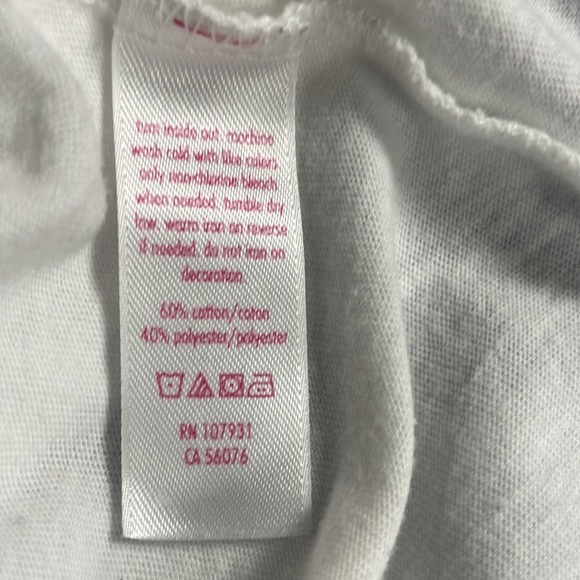 turn inside out. machine
wash cold with like colors.
only non-chlorine bleach
when needed. tumble dry
low. warm iron on reverse
if needed. do not iron on
decoration.
60% cotton/coton
40% polyester/polyester
RN 107931
CA 56076